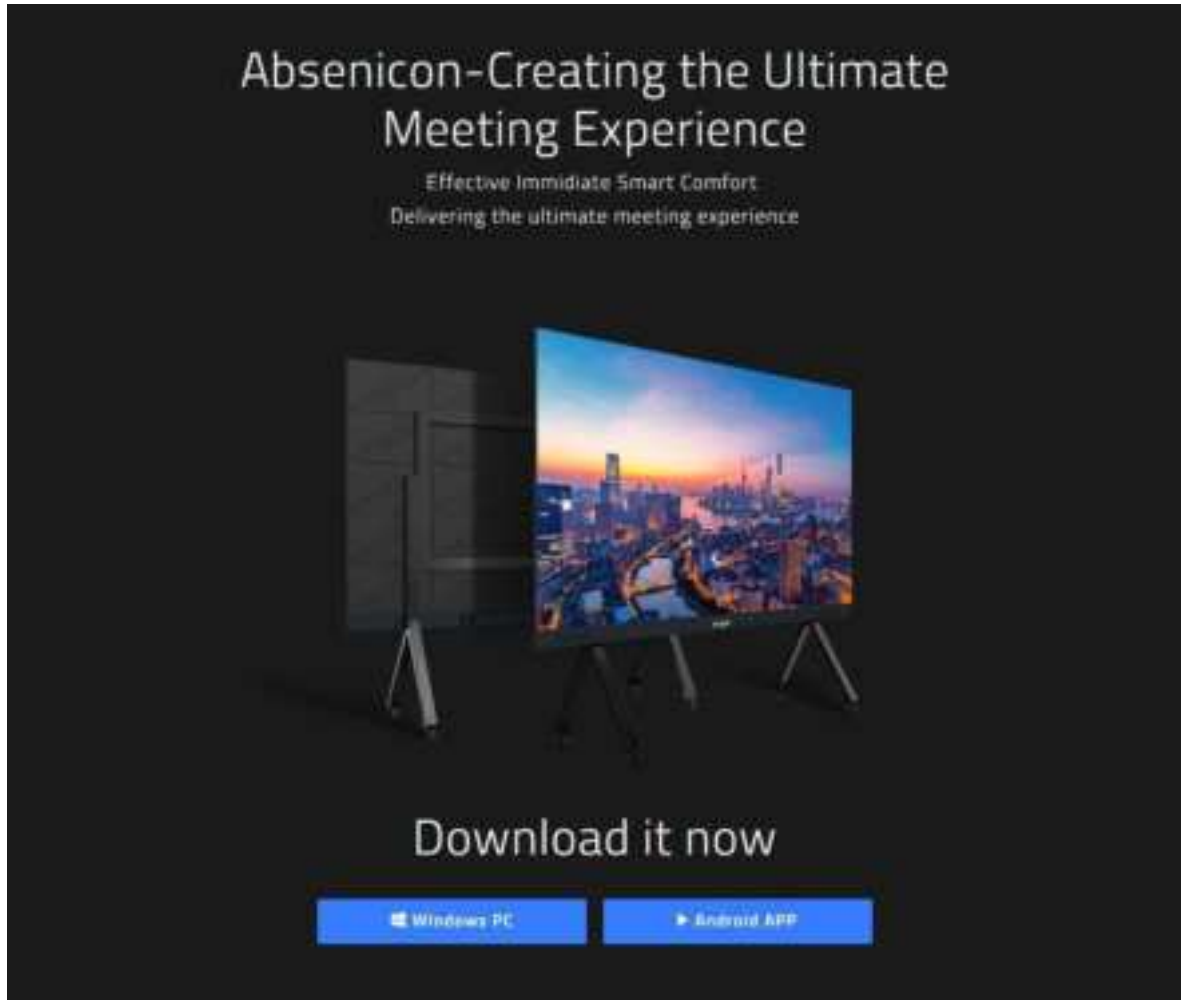 Absenicon-Creating the Ultimate
Meeting Experience
Effective Immidiate Smart Comfort
Delivering the ultimate meeting experience
Download it now
Windows PC
Android APP